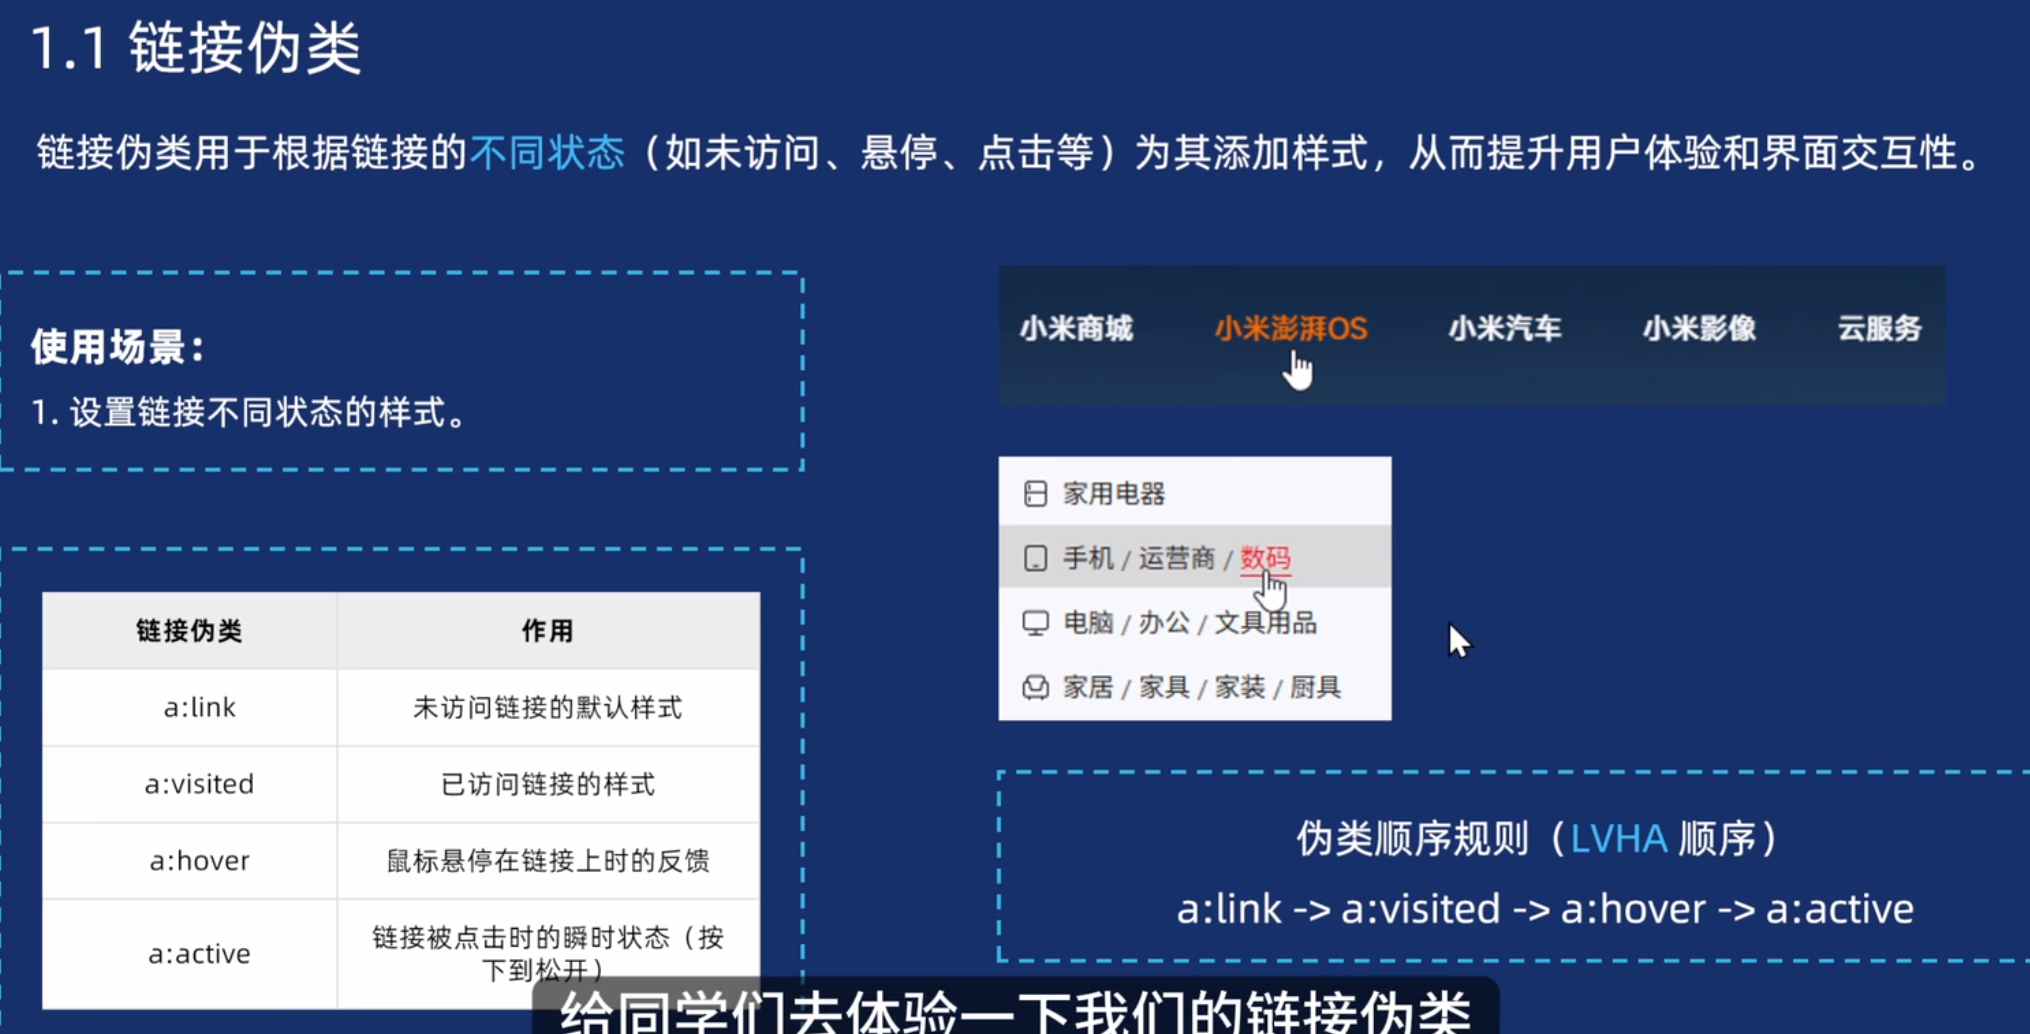 1.1 链接伪类
链接伪类用于根据链接的不同状态（如未访问、悬停、点击等）为其添加样式，从而提升用户体验和界面交互性。
使用场景：
1. 设置链接不同状态的样式。
链接伪类 作用
a:link 未访问链接的默认样式
a:visited 已访问链接的样式
a:hover 鼠标悬停在链接上时的反馈
a:active 链接被点击时的瞬时状态（按
下到松开）
小米商城 小米澎湃OS 小米汽车 小米影像 云服务
家用电器
手机 / 运营商 / 数码
电脑 / 办公 / 文具用品
家居 / 家具 / 家装 / 厨具
伪类顺序规则（LVHA 顺序）
a:link -> a:visited -> a:hover -> a:active
给同学们去体验一下我们的链接伪类